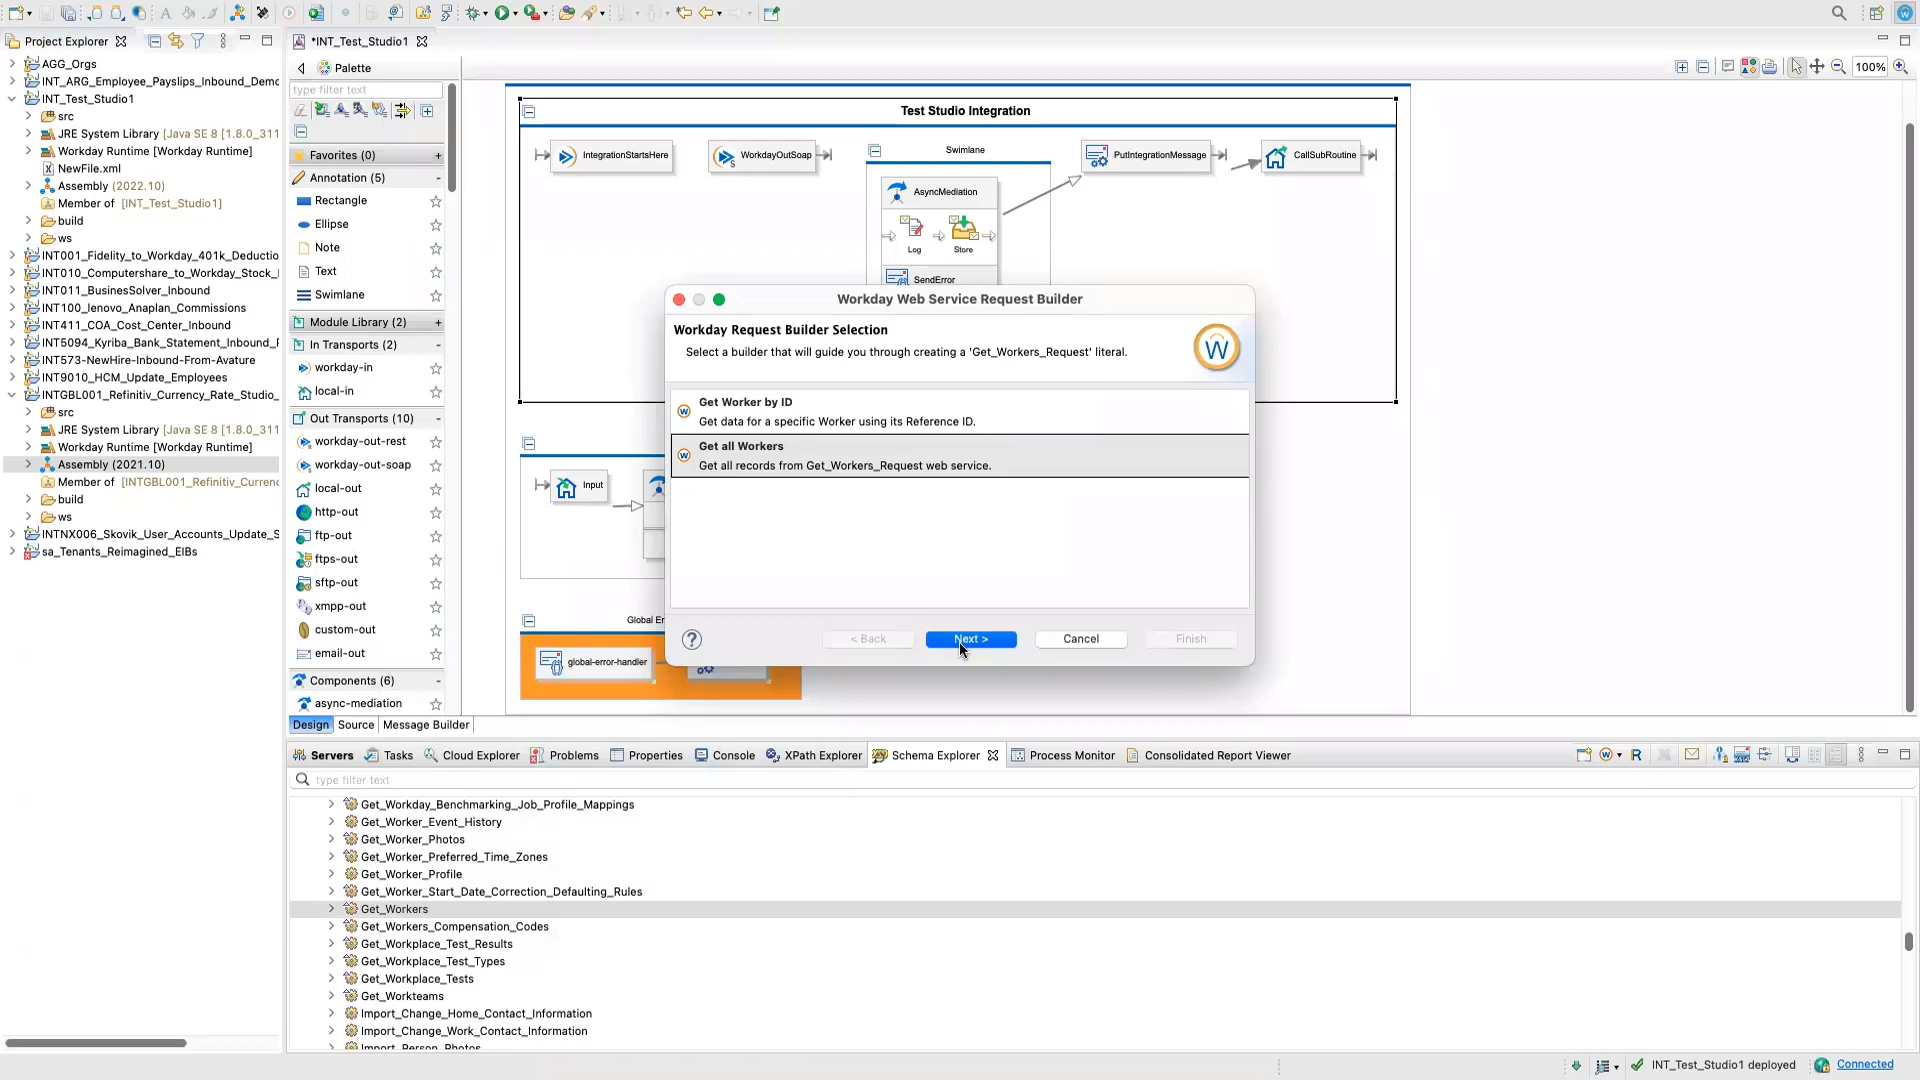 Project Explorer
AGG_Orgs
INT_ARG_Employee_Payslips_Inbound_Demo
INT_Test_Studio1
src
JRE System Library [Java SE 8 [1.8.0_311
Workday Runtime [Workday Runtime]
NewFile.xml
Assembly (2022.10)
Member of [INT_Test_Studio1]
build
ws
INT001_Fidelity_to_Workday_401k_Deductio
INT010_Computershare_to_Workday_Stock_
INT011_BusinesSolver_Inbound
INT100_lenovo_Anaplan_Commissions
INT411_COA_Cost_Center_Inbound
INT5094_Kyriba_Bank_Statement_Inbound_F
INT573-NewHire-Inbound-From-Avature
INT9010_HCM_Update_Employees
INTGBL001_Refinitiv_Currency_Rate_Studio_
src
JRE System Library [Java SE 8 [1.8.0_311
Workday Runtime [Workday Runtime]
Assembly (2021.10)
Member of [INTGBL001_Refinitiv_Currenc
build
ws
INTNX006_Skovik_User_Accounts_Update_S
sa_Tenants_Reimagined_EIBs
*INT_Test_Studio1
Palette
type filter text
Favorites (0)
Annotation (5)
Rectangle
Ellipse
Note
Text
Swimlane
Module Library (2)
In Transports (2)
workday-in
local-in
Out Transports (10)
workday-out-rest
workday-out-soap
local-out
http-out
ftp-out
ftps-out
sftp-out
xmpp-out
custom-out
email-out
Components (6)
async-mediation
100%
Test Studio Integration
IntegrationStartsHere
WorkdayOutSoap
Swimlane
AsyncMediation
Log
Store
SendError
PutIntegrationMessage
CallSubRoutine
Input
Global Er
global-error-handler
Workday Web Service Request Builder
Workday Request Builder Selection
Select a builder that will guide you through creating a 'Get_Workers_Request' literal.
W
Get Worker by ID
Get data for a specific Worker using its Reference ID.
Get all Workers
Get all records from Get_Workers_Request web service.
< Back
Next >
Cancel
Finish
Design
Source
Message Builder
Servers
Tasks
Cloud Explorer
Problems
Properties
Console
XPath Explorer
Schema Explorer
Process Monitor
Consolidated Report Viewer
type filter text
Get_Workday_Benchmarking_Job_Profile_Mappings
Get_Worker_Event_History
Get_Worker_Photos
Get_Worker_Preferred_Time_Zones
Get_Worker_Profile
Get_Worker_Start_Date_Correction_Defaulting_Rules
Get_Workers
Get_Workers_Compensation_Codes
Get_Workplace_Test_Results
Get_Workplace_Test_Types
Get_Workplace_Tests
Get_Workteams
Import_Change_Home_Contact_Information
Import_Change_Work_Contact_Information
Import_Person_Photos
INT_Test_Studio1 deployed
Connected